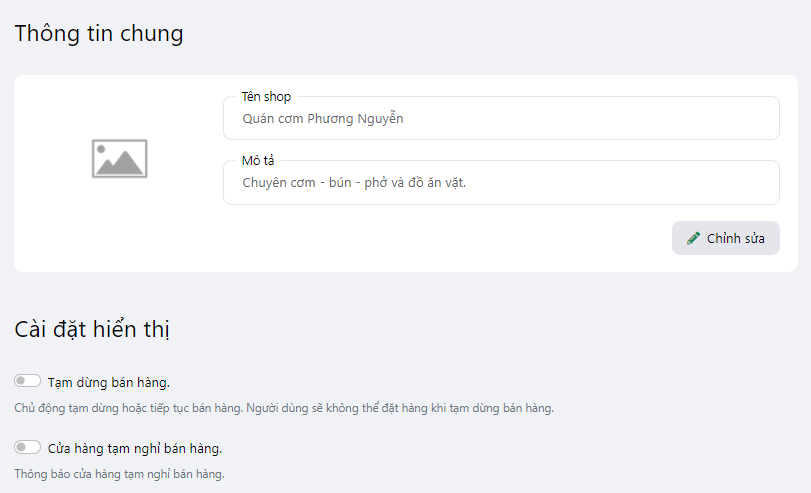 Thông tin chung
Tên shop
Quán cơm Phương Nguyễn
Mô tả
Chuyên cơm - bún - phở và đồ ăn vặt.
Chỉnh sửa
Cài đặt hiển thị
Tạm dừng bán hàng.
Chủ động tạm dừng hoặc tiếp tục bán hàng. Người dùng sẽ không thể đặt hàng khi tạm dừng bán hàng.
Cửa hàng tạm nghỉ bán hàng.
Thông báo cửa hàng tạm nghỉ bán hàng.